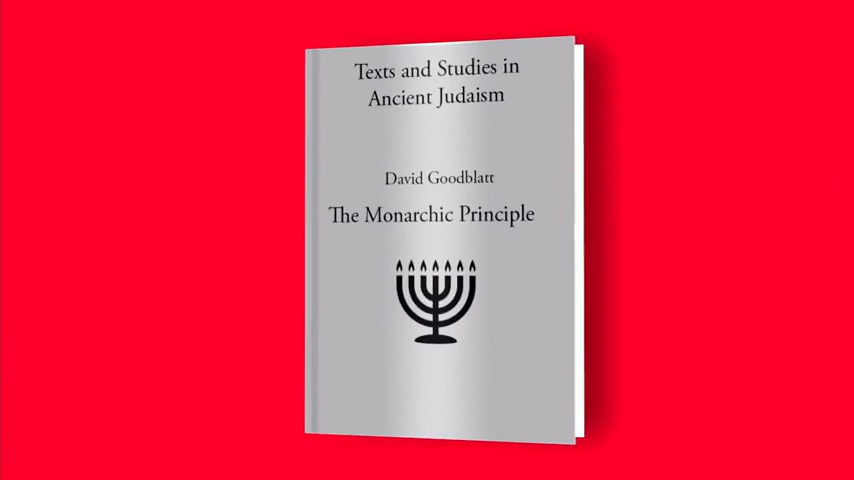 Texts and Studies in
Ancient Judaism
David Goodblatt
The Monarchic Principle